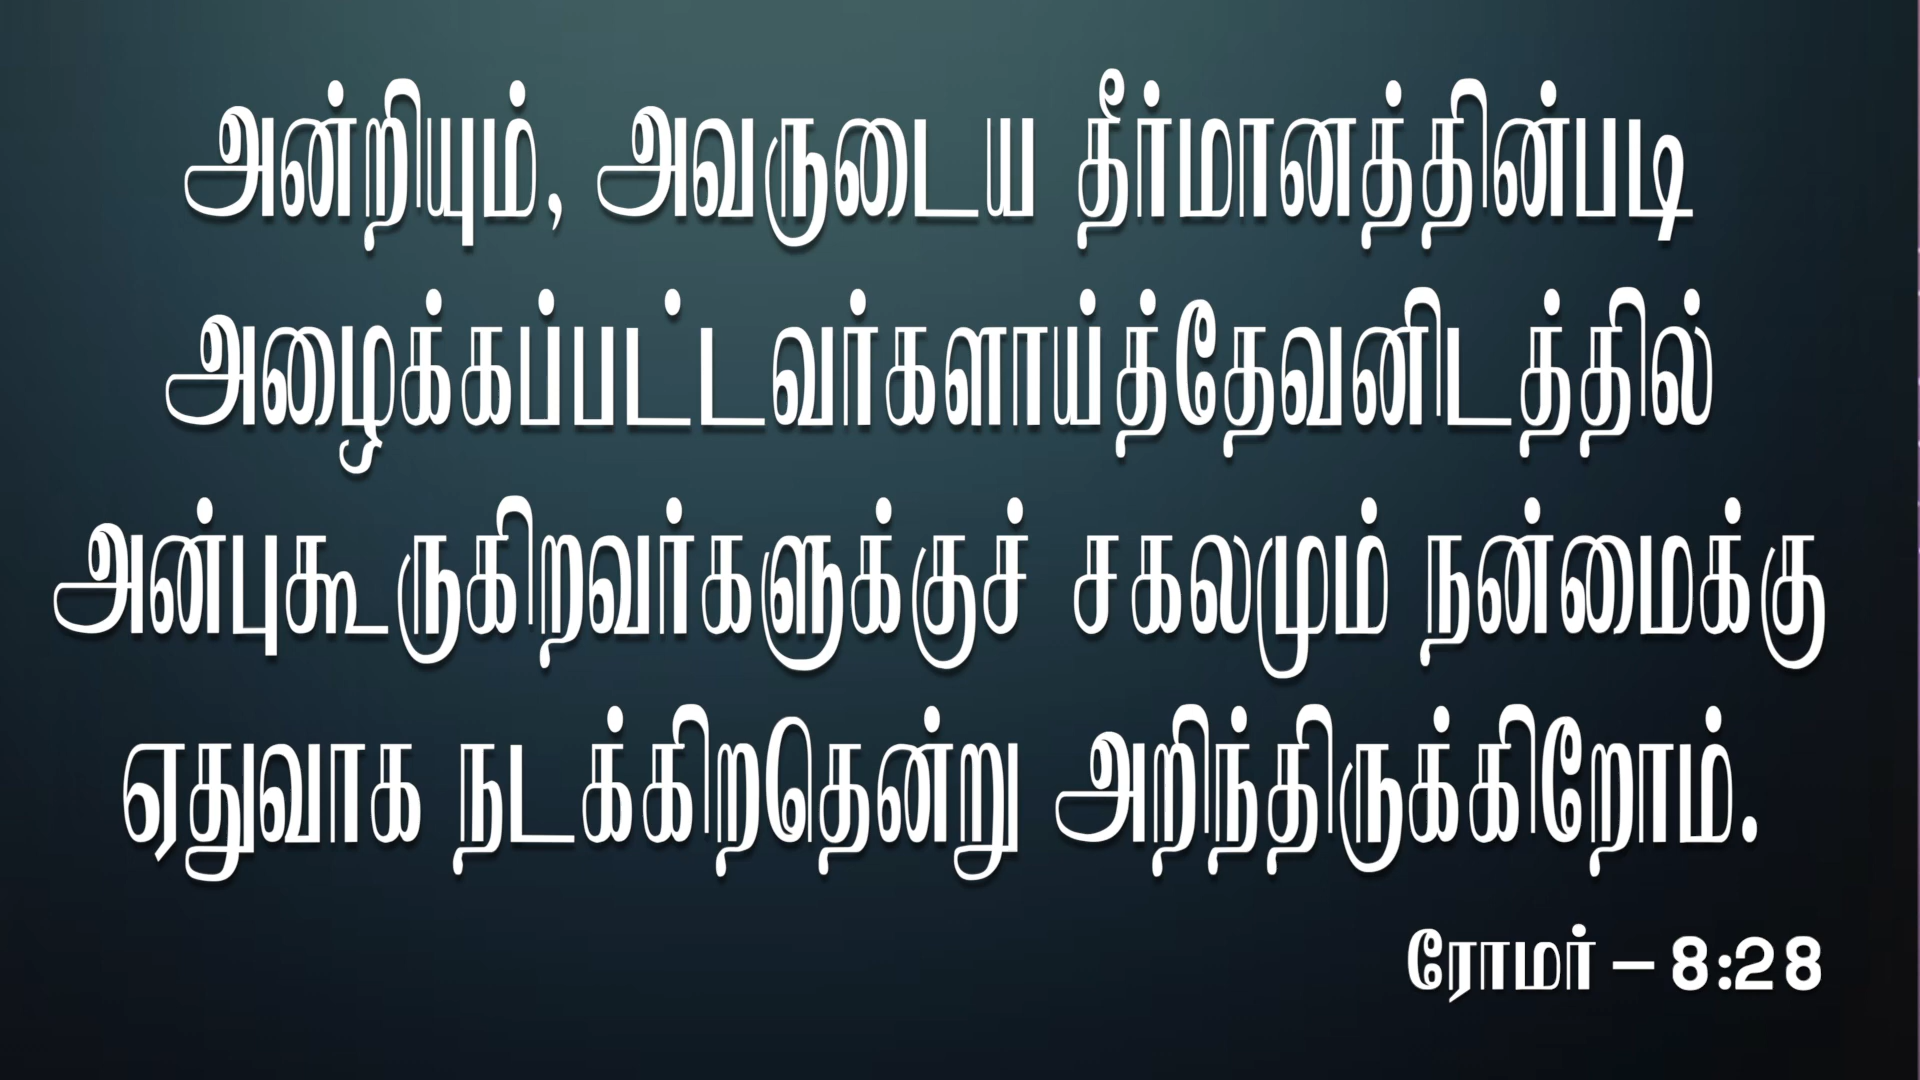 அன்றியும், அவருடைய தீர்மானத்தின்படி
அழைக்கப்பட்டவர்களாய்த்தேவனிடத்தில்
அன்புகூருகிறவர்களுக்குச் சகலமும் நன்மைக்கு
ஏதுவாக நடக்கிறதென்று அறிந்திருக்கிறோம்.
ரோமர் – 8:28